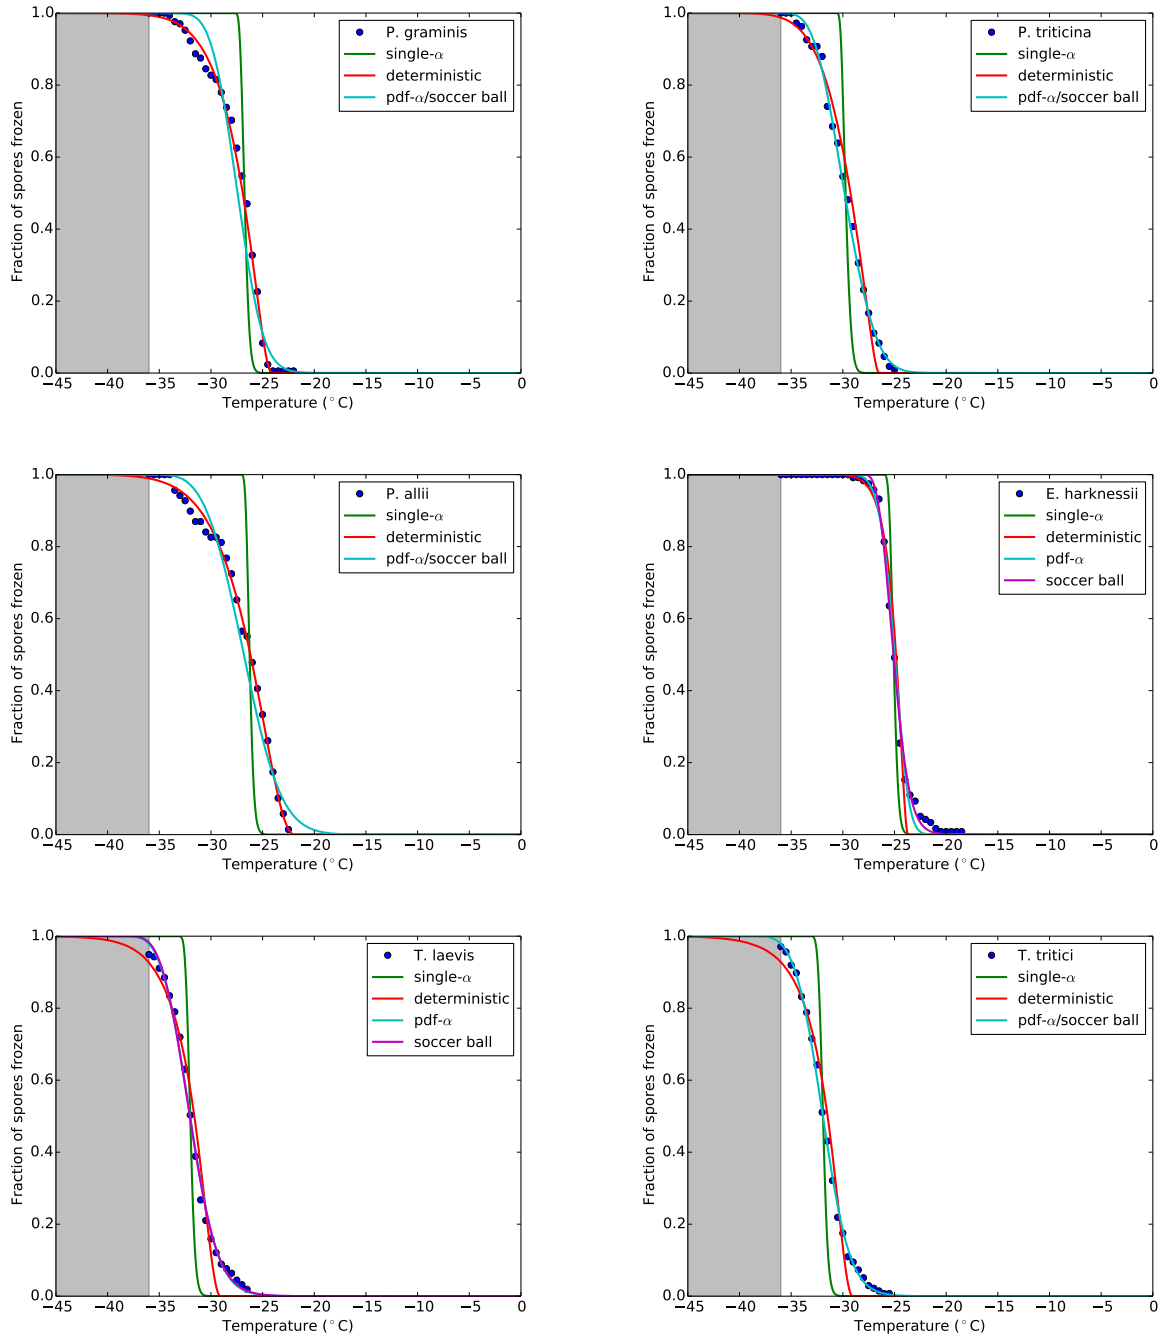 Fraction of spores frozen
1.0
0.8
0.6
0.4
0.2
0.0
−45 −40 −35 −30 −25 −20 −15 −10 −5 0
Temperature (°C)
P. graminis
single-α
deterministic
pdf-α/soccer ball
Fraction of spores frozen
1.0
0.8
0.6
0.4
0.2
0.0
−45 −40 −35 −30 −25 −20 −15 −10 −5 0
Temperature (°C)
P. triticina
single-α
deterministic
pdf-α/soccer ball
Fraction of spores frozen
1.0
0.8
0.6
0.4
0.2
0.0
−45 −40 −35 −30 −25 −20 −15 −10 −5 0
Temperature (°C)
P. allii
single-α
deterministic
pdf-α/soccer ball
Fraction of spores frozen
1.0
0.8
0.6
0.4
0.2
0.0
−45 −40 −35 −30 −25 −20 −15 −10 −5 0
Temperature (°C)
E. harknessii
single-α
deterministic
pdf-α
soccer ball
Fraction of spores frozen
1.0
0.8
0.6
0.4
0.2
0.0
−45 −40 −35 −30 −25 −20 −15 −10 −5 0
Temperature (°C)
T. laevis
single-α
deterministic
pdf-α
soccer ball
Fraction of spores frozen
1.0
0.8
0.6
0.4
0.2
0.0
−45 −40 −35 −30 −25 −20 −15 −10 −5 0
Temperature (°C)
T. tritici
single-α
deterministic
pdf-α/soccer ball